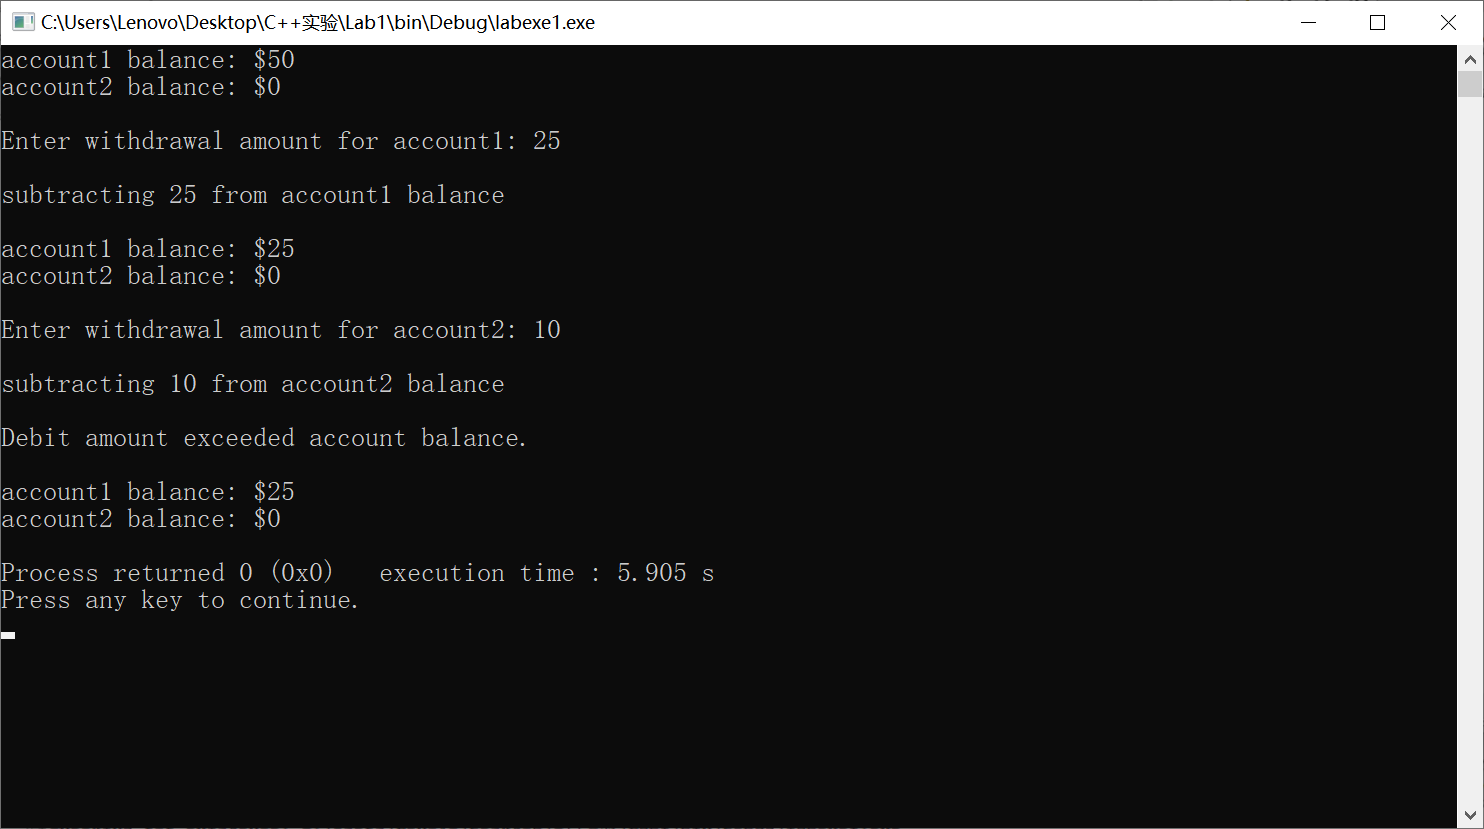 C:\Users\Lenovo\Desktop\C++实验\Lab1\bin\Debug\labexe1.exe
account1 balance: $50
account2 balance: $0
Enter withdrawal amount for account1: 25
subtracting 25 from account1 balance
account1 balance: $25
account2 balance: $0
Enter withdrawal amount for account2: 10
subtracting 10 from account2 balance
Debit amount exceeded account balance.
account1 balance: $25
account2 balance: $0
Process returned 0 (0x0)   execution time : 5.905 s
Press any key to continue.